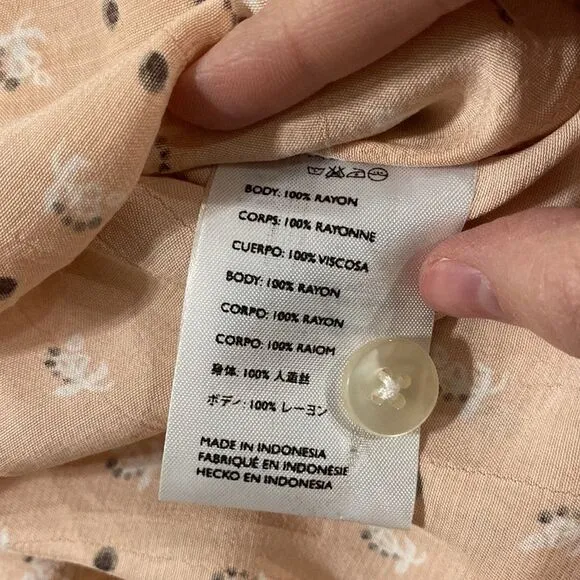 BODY: 100% RAYON
CORPS: 100% RAYONNE
CUERPO: 100% VISCOSA
BODY: 100% RAYON
CORPO: 100% RAYON
CORPO: 100% RAIOM
身体: 100% 人造丝
ボディ: 100% レーヨン
MADE IN INDONESIA
FABRIQUÉ EN INDONÉSIE
HECKO EN INDONESIA